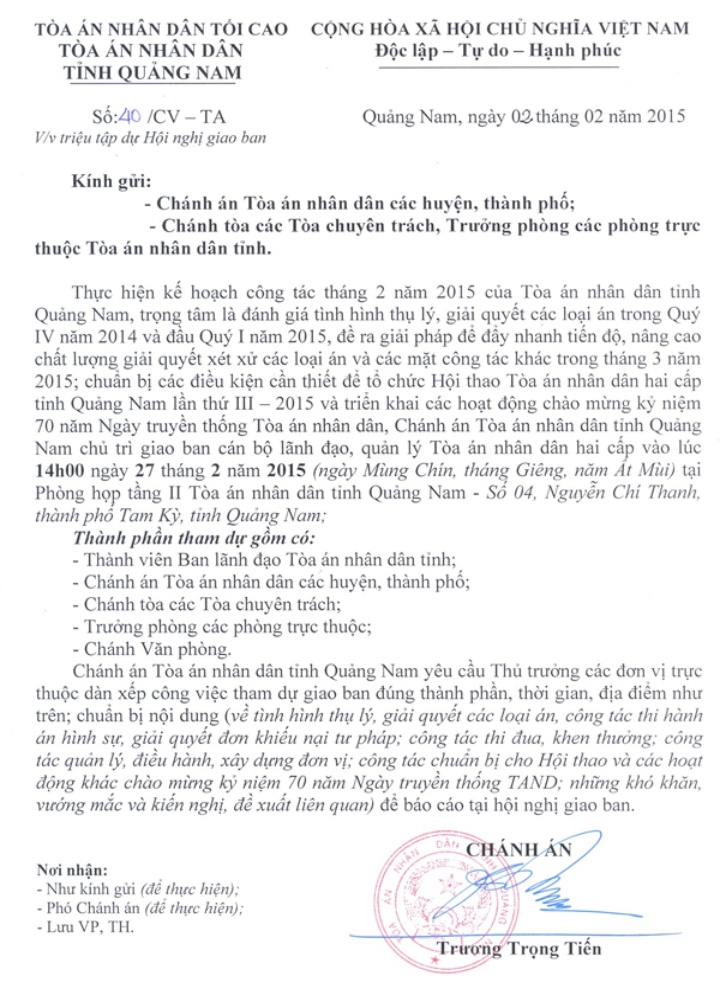 TÒA ÁN NHÂN DÂN TỐI CAO
TÒA ÁN NHÂN DÂN
TỈNH QUẢNG NAM
CỘNG HÒA XÃ HỘI CHỦ NGHĨA VIỆT NAM
Độc lập – Tự do – Hạnh phúc
Số:40 /CV – TA
V/v triệu tập dự Hội nghị giao ban
Quảng Nam, ngày 02 tháng 02 năm 2015
Kính gửi:
- Chánh án Tòa án nhân dân các huyện, thành phố;
- Chánh tòa các Tòa chuyên trách, Trưởng phòng các phòng trực
thuộc Tòa án nhân dân tỉnh.
Thực hiện kế hoạch công tác tháng 2 năm 2015 của Tòa án nhân dân tỉnh
Quảng Nam, trọng tâm là đánh giá tình hình thụ lý, giải quyết các loại án trong Quý
IV năm 2014 và đầu Quý I năm 2015, đề ra giải pháp để đẩy nhanh tiến độ, nâng cao
chất lượng giải quyết xét xử các loại án và các mặt công tác khác trong tháng 3 năm
2015; chuẩn bị các điều kiện cần thiết để tổ chức Hội thao Tòa án nhân dân hai cấp
tỉnh Quảng Nam lần thứ III – 2015 và triển khai các hoạt động chào mừng kỷ niệm
70 năm Ngày truyền thống Tòa án nhân dân, Chánh án Tòa án nhân dân tỉnh Quảng
Nam chủ trì giao ban cán bộ lãnh đạo, quản lý Tòa án nhân dân hai cấp vào lúc
14h00 ngày 27 tháng 2 năm 2015 (ngày Mùng Chín, tháng Giêng, năm Ất Mùi) tại
Phòng họp tầng II Tòa án nhân dân tỉnh Quảng Nam - Số 04, Nguyễn Chí Thanh,
thành phố Tam Kỳ, tỉnh Quảng Nam;
Thành phần tham dự gồm có:
- Thành viên Ban lãnh đạo Tòa án nhân dân tỉnh;
- Chánh án Tòa án nhân dân các huyện, thành phố;
- Chánh tòa các Tòa chuyên trách;
- Trưởng phòng các phòng trực thuộc;
- Chánh Văn phòng.
Chánh án Tòa án nhân dân tỉnh Quảng Nam yêu cầu Thủ trưởng các đơn vị trực
thuộc dàn xếp công việc tham dự giao ban đúng thành phần, thời gian, địa điểm như
trên; chuẩn bị nội dung (về tình hình thụ lý, giải quyết các loại án, công tác thi hành
án hình sự, giải quyết đơn khiếu nại tư pháp; công tác thi đua, khen thưởng; công
tác quản lý, điều hành, xây dựng đơn vị; công tác chuẩn bị cho Hội thao và các hoạt
động khác chào mừng kỷ niệm 70 năm Ngày truyền thống TAND; những khó khăn,
vướng mắc và kiến nghị, đề xuất liên quan) để báo cáo tại hội nghị giao ban.
CHÁNH ÁN
Nơi nhận:
- Như kính gửi (để thực hiện);
- Phó Chánh án (để thực hiện);
- Lưu VP, TH.
TÒA ÁN NHÂN DÂN TỈNH QUẢNG
Trương Trọng Tiến